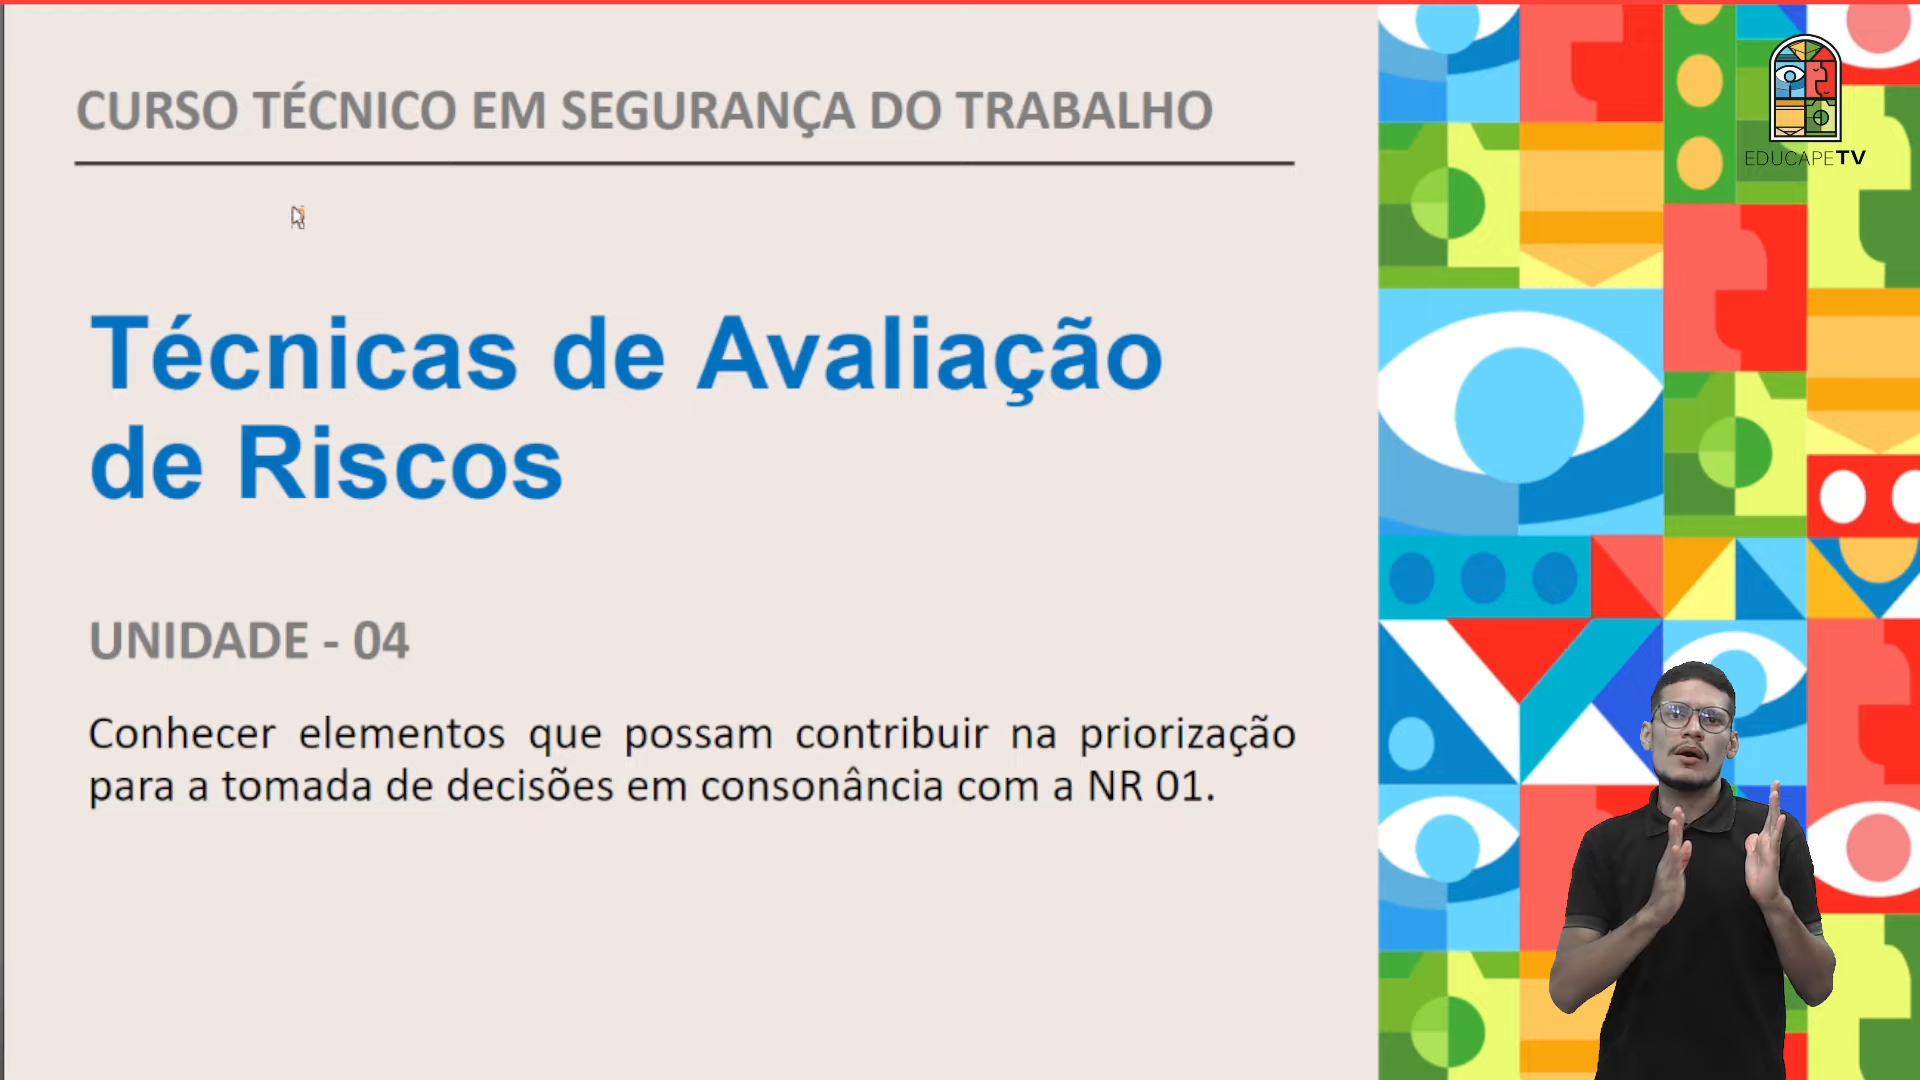 CURSO TÉCNICO EM SEGURANÇA DO TRABALHO
EDUCAPETV
Técnicas de Avaliação
de Riscos
UNIDADE - 04
Conhecer elementos que possam contribuir na priorização
para a tomada de decisões em consonância com a NR 01.